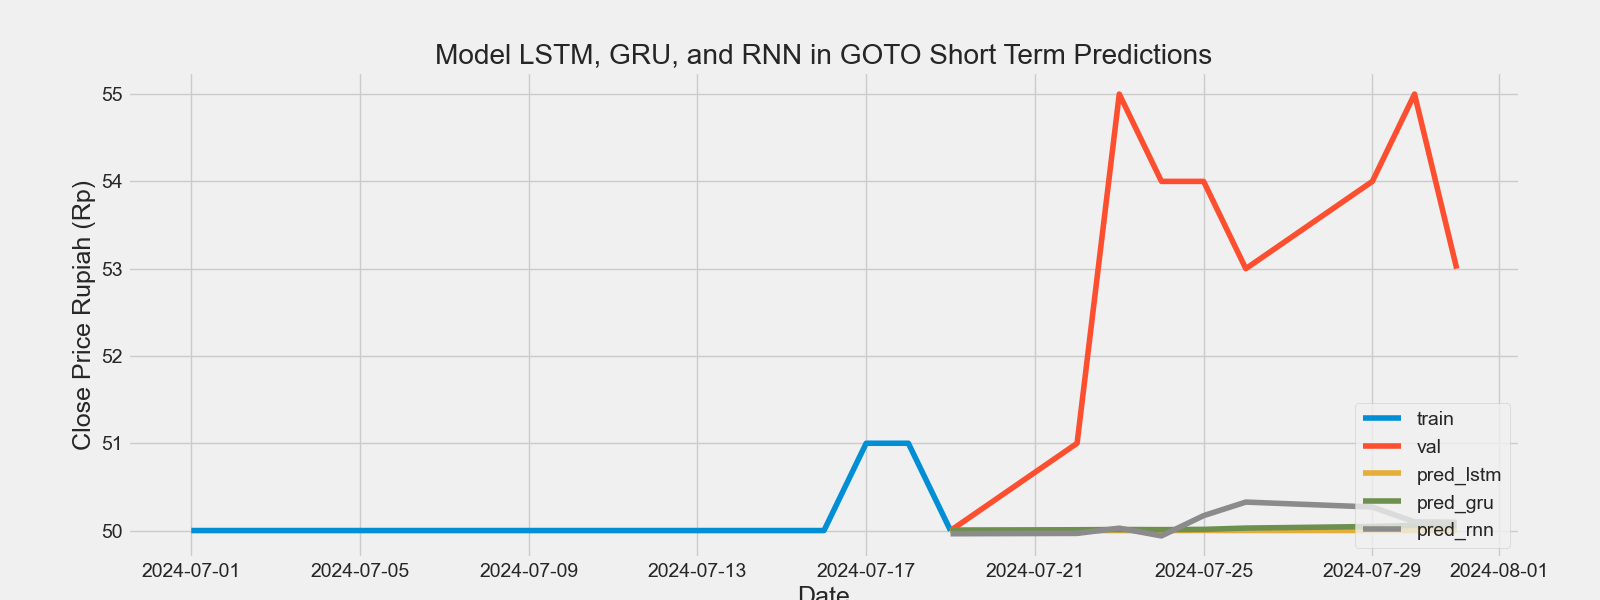 Model LSTM, GRU, and RNN in GOTO Short Term Predictions
Close Price Rupiah (Rp)
55
54
53
52
51
50
train
val
pred_lstm
pred_gru
pred_rnn
2024-07-01 2024-07-05 2024-07-09 2024-07-13 2024-07-17 2024-07-21 2024-07-25 2024-07-29 2024-08-01
Date